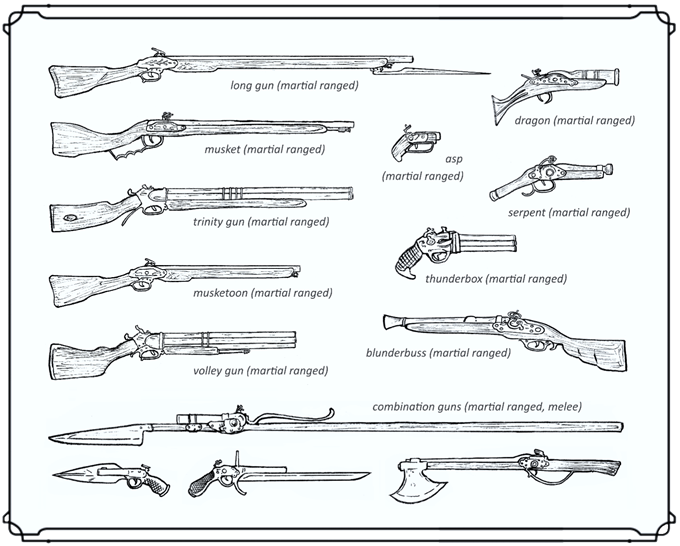 long gun (martial ranged)
dragon (martial ranged)
musket (martial ranged)
asp
(martial ranged)
trinity gun (martial ranged)
serpent (martial ranged)
thunderbox (martial ranged)
musketoon (martial ranged)
blunderbuss (martial ranged)
volley gun (martial ranged)
combination guns (martial ranged, melee)